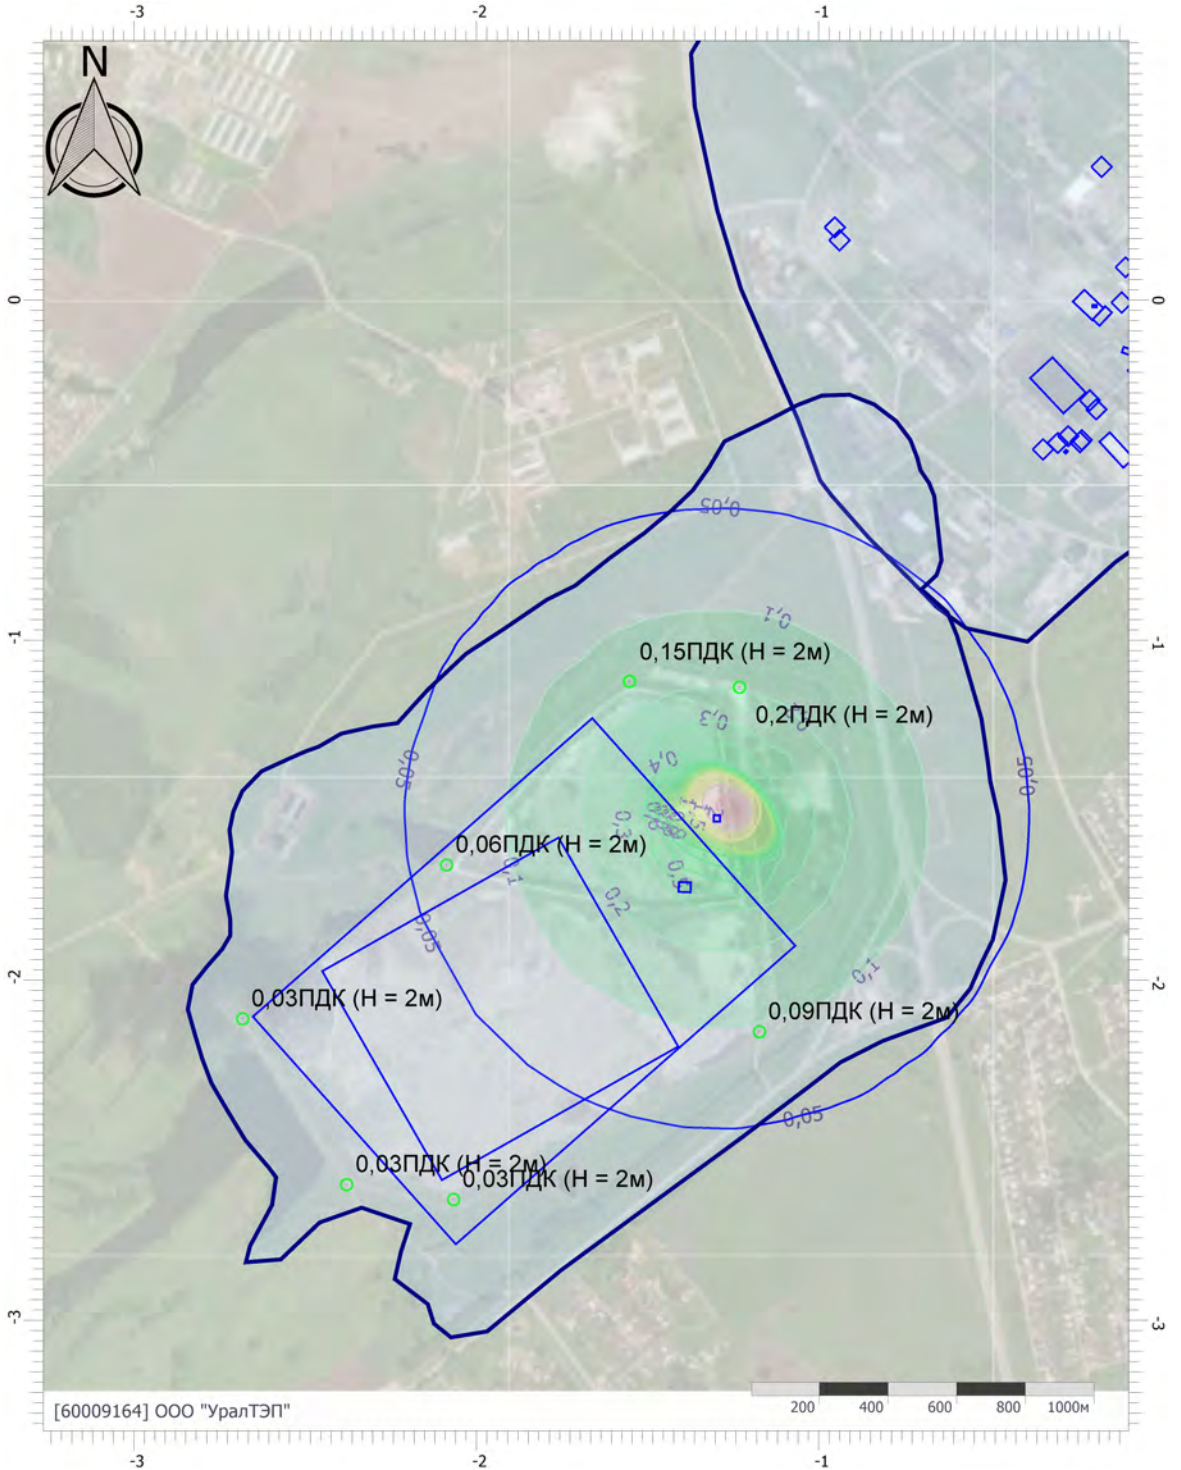 -3 -2 -1
N
0 0
0,05
-1 -1
0,1
0,15ПДК (H = 2м)
0,2ПДК (H = 2м)
0,3
0,4
0,05
0,05
0,3
0,06ПДК (H = 2м)
0,1
0,2
0,05
0,1
-2 -2
0,03ПДК (H = 2м)
0,09ПДК (H = 2м)
0,05
0,03ПДК (H = 2м)
0,03ПДК (H = 2м)
-3 -3
[60009164] ООО "УралТЭП"
200 400 600 800 1000м
-3 -2 -1